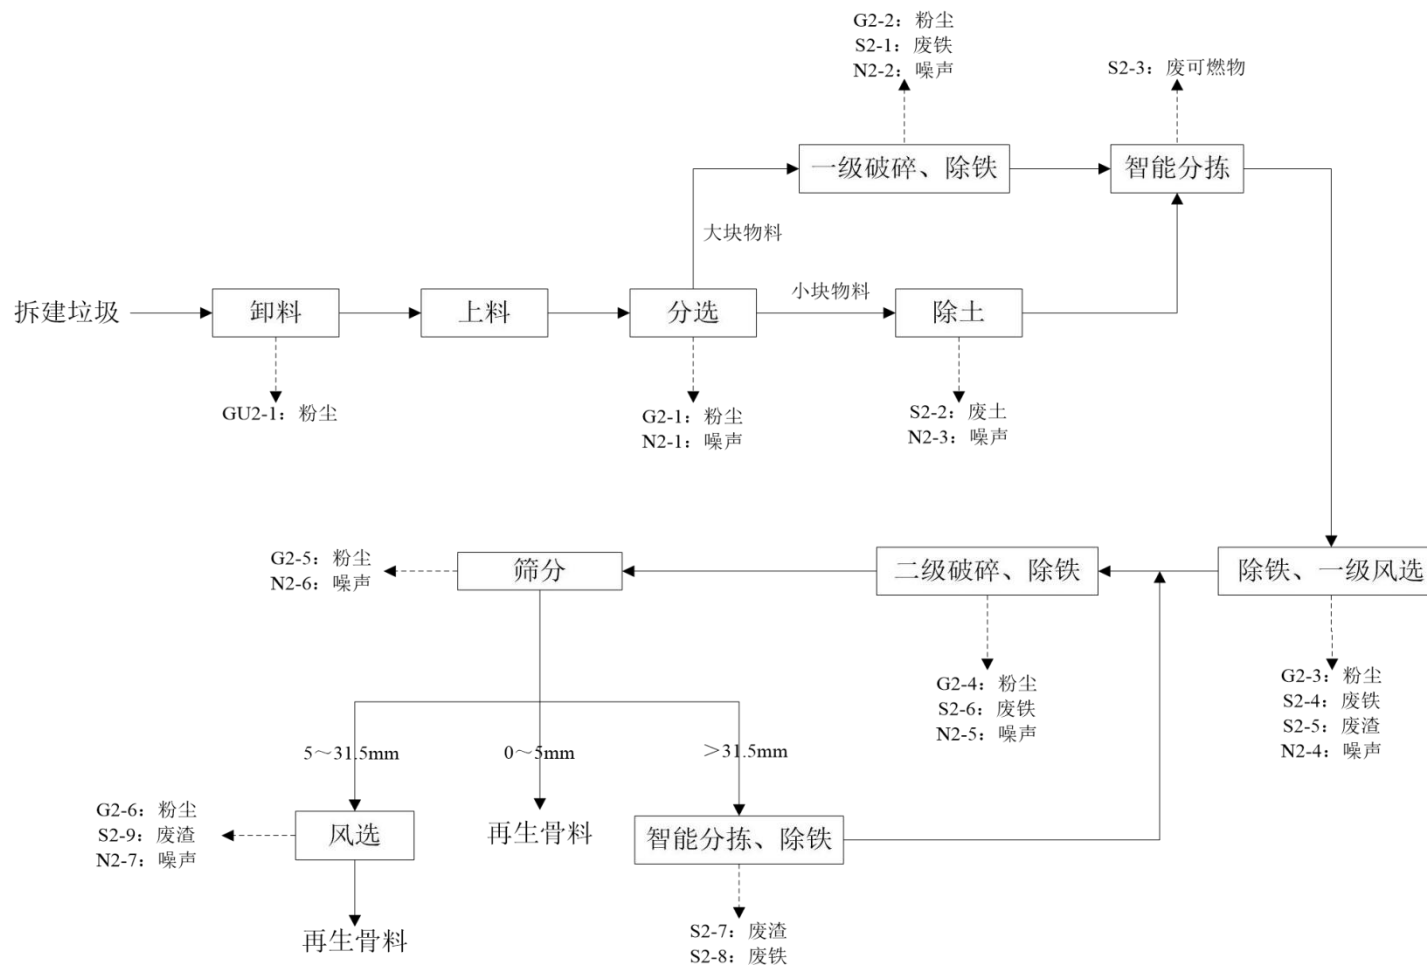 G2-2：粉尘
S2-1：废铁
N2-2：噪声
S2-3：废可燃物
一级破碎、除铁
智能分拣
大块物料
小块物料
拆建垃圾
卸料
上料
分选
除土
GU2-1：粉尘
G2-1：粉尘
N2-1：噪声
S2-2：废土
N2-3：噪声
G2-5：粉尘
N2-6：噪声
筛分
二级破碎、除铁
除铁、一级风选
G2-4：粉尘
S2-6：废铁
N2-5：噪声
G2-3：粉尘
S2-4：废铁
S2-5：废渣
N2-4：噪声
5～31.5mm
0～5mm
＞31.5mm
G2-6：粉尘
S2-9：废渣
N2-7：噪声
风选
再生骨料
智能分拣、除铁
再生骨料
S2-7：废渣
S2-8：废铁